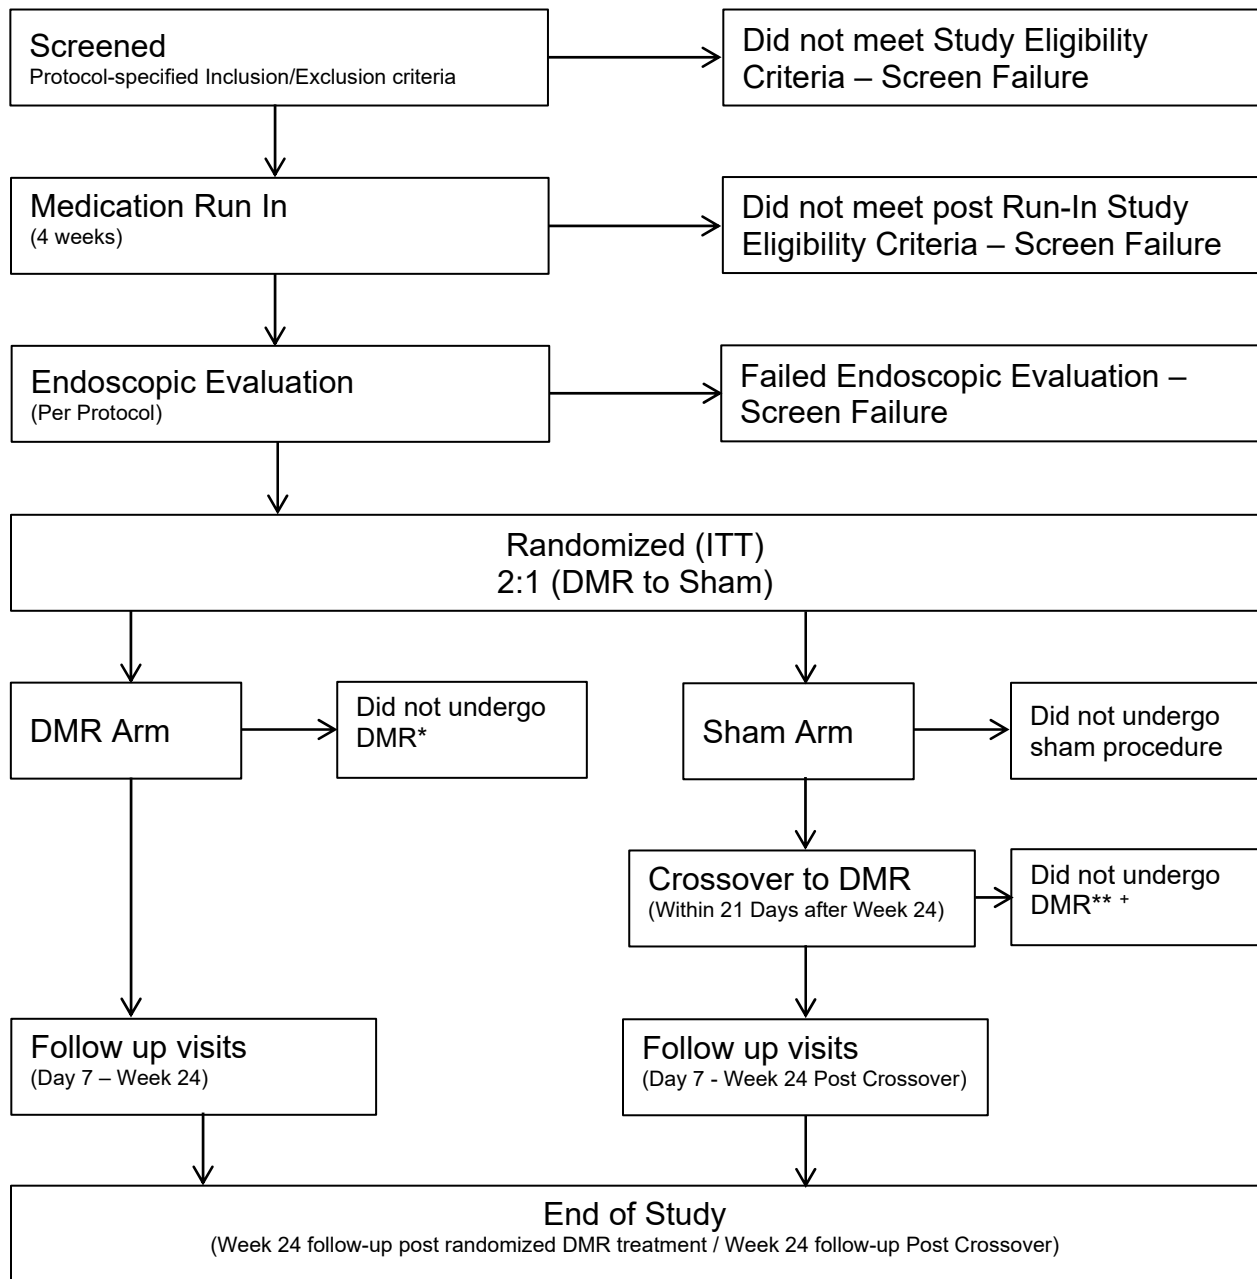 Screened
Protocol-specified Inclusion/Exclusion criteria
Did not meet Study Eligibility
Criteria – Screen Failure
Medication Run In
(4 weeks)
Did not meet post Run-In Study
Eligibility Criteria – Screen Failure
Endoscopic Evaluation
(Per Protocol)
Failed Endoscopic Evaluation –
Screen Failure
Randomized (ITT)
2:1 (DMR to Sham)
DMR Arm
Did not undergo
DMR*
Sham Arm
Did not undergo
sham procedure
Crossover to DMR
(Within 21 Days after Week 24)
Did not undergo
DMR** +
Follow up visits
(Day 7 – Week 24)
Follow up visits
(Day 7 - Week 24 Post Crossover)
End of Study
(Week 24 follow-up post randomized DMR treatment / Week 24 follow-up Post Crossover)